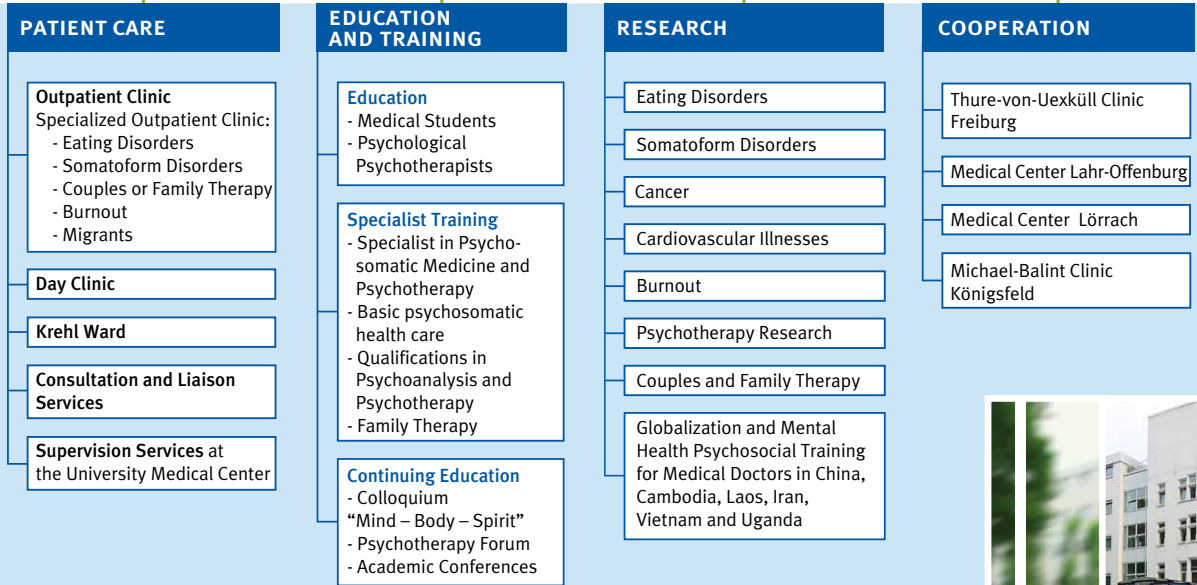 PATIENT CARE
Outpatient Clinic
Specialized Outpatient Clinic:
- Eating Disorders
- Somatoform Disorders
- Couples or Family Therapy
- Burnout
- Migrants
Day Clinic
Krehl Ward
Consultation and Liaison
Services
Supervision Services at
the University Medical Center
EDUCATION
AND TRAINING
Education
- Medical Students
- Psychological
Psychotherapists
Specialist Training
- Specialist in Psycho-
somatic Medicine and
Psychotherapy
- Basic psychosomatic
health care
- Qualifications in
Psychoanalysis and
Psychotherapy
- Family Therapy
Continuing Education
- Colloquium
“Mind – Body – Spirit”
- Psychotherapy Forum
- Academic Conferences
RESEARCH
Eating Disorders
Somatoform Disorders
Cancer
Cardiovascular Illnesses
Burnout
Psychotherapy Research
Couples and Family Therapy
Globalization and Mental
Health Psychosocial Training
for Medical Doctors in China,
Cambodia, Laos, Iran,
Vietnam and Uganda
COOPERATION
Thure-von-Uexküll Clinic
Freiburg
Medical Center Lahr-Offenburg
Medical Center Lörrach
Michael-Balint Clinic
Königsfeld